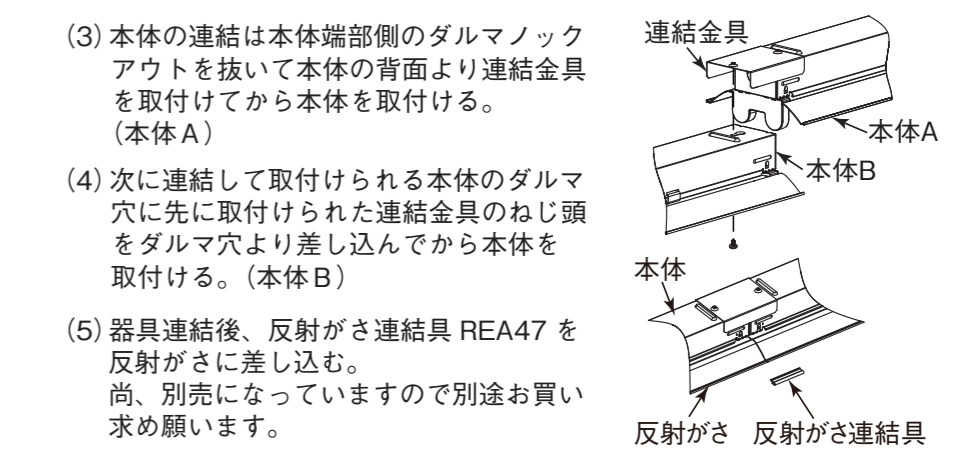 (3) 本体の連結は本体端部側のダルマノック
アウトを抜いて本体の背面より連結金具
を取付けてから本体を取付ける。
(本体A)
(4) 次に連結して取付けられる本体のダルマ
穴に先に取付けられた連結金具のねじ頭
をダルマ穴より差し込んでから本体を
取付ける。(本体B)
(5) 器具連結後、反射がさ連結具 REA47 を
反射がさに差し込む。
尚、別売になっていますので別途お買い
求め願います。
連結金具
本体A
本体B
本体
反射がさ
反射がさ連結具